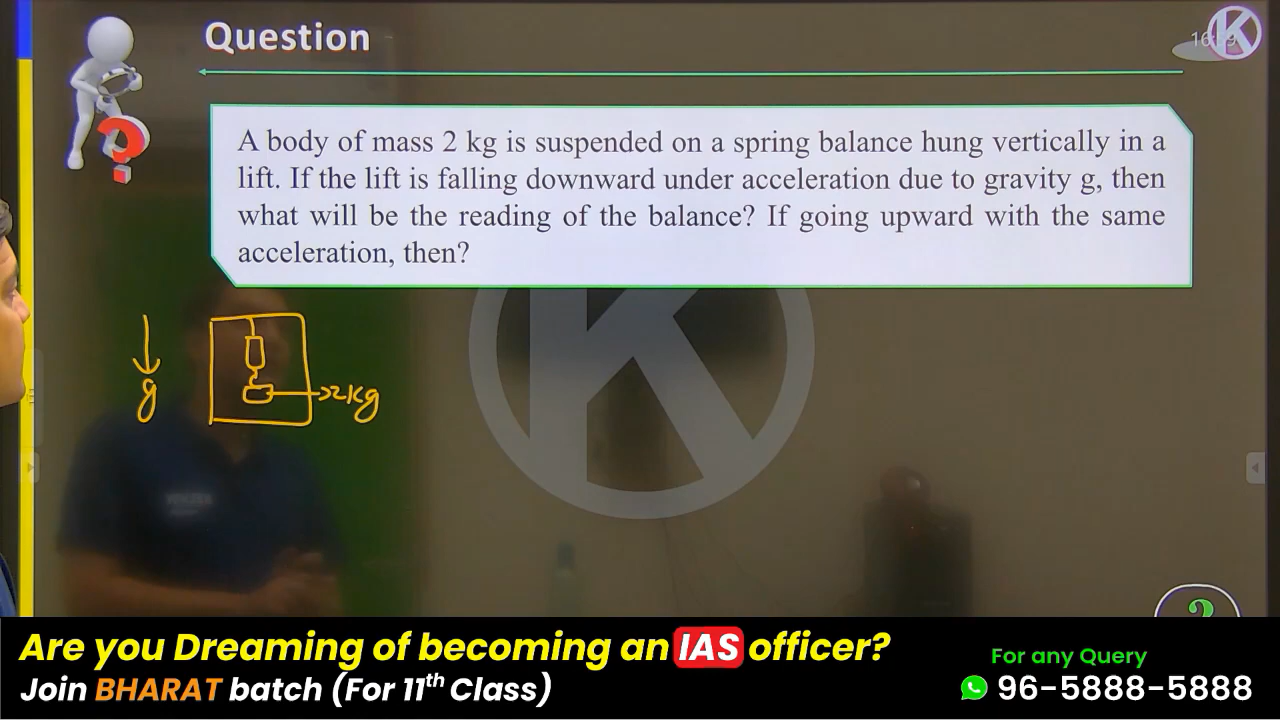 Question
A body of mass 2 kg is suspended on a spring balance hung vertically in a
lift. If the lift is falling downward under acceleration due to gravity g, then
what will be the reading of the balance? If going upward with the same
acceleration, then?
g
2kg
Are you Dreaming of becoming an IAS officer?
Join BHARAT batch (For 11th Class)
For any Query
96-5888-5888